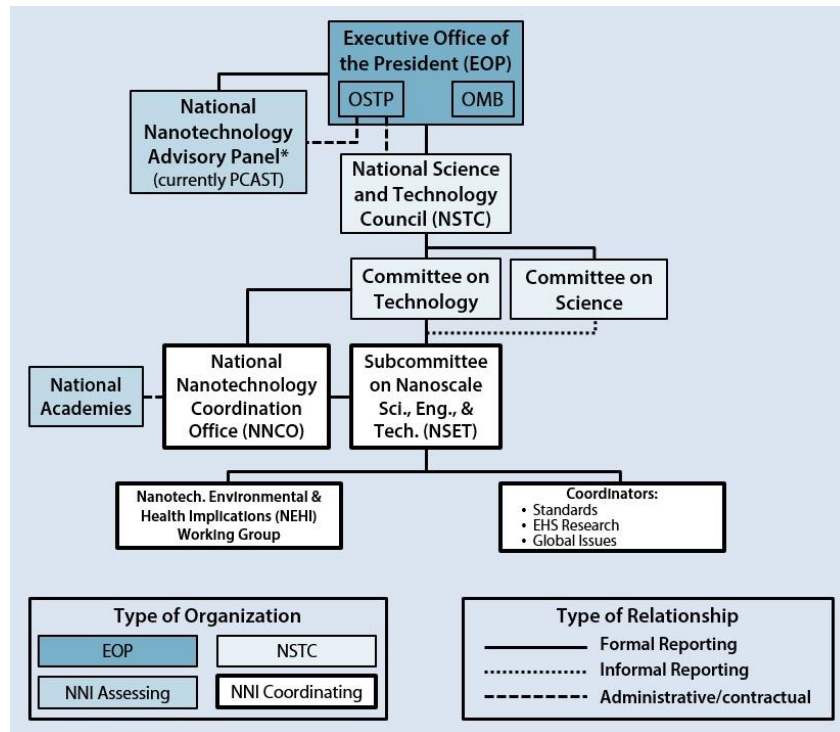 Executive Office of
the President (EOP)
OSTP
OMB
National
Nanotechnology
Advisory Panel*
(currently PCAST)
National Science
and Technology
Council (NSTC)
Committee on
Technology
Committee on
Science
National
Academies
National
Nanotechnology
Coordination
Office (NNCO)
Subcommittee
on Nanoscale
Sci., Eng., &
Tech. (NSET)
Nanotech. Environmental &
Health Implications (NEHI)
Working Group
Coordinators:
• Standards
• EHS Research
• Global Issues
Type of Organization
EOP
NSTC
NNI Assessing
NNI Coordinating
Type of Relationship
Formal Reporting
Informal Reporting
Administrative/contractual